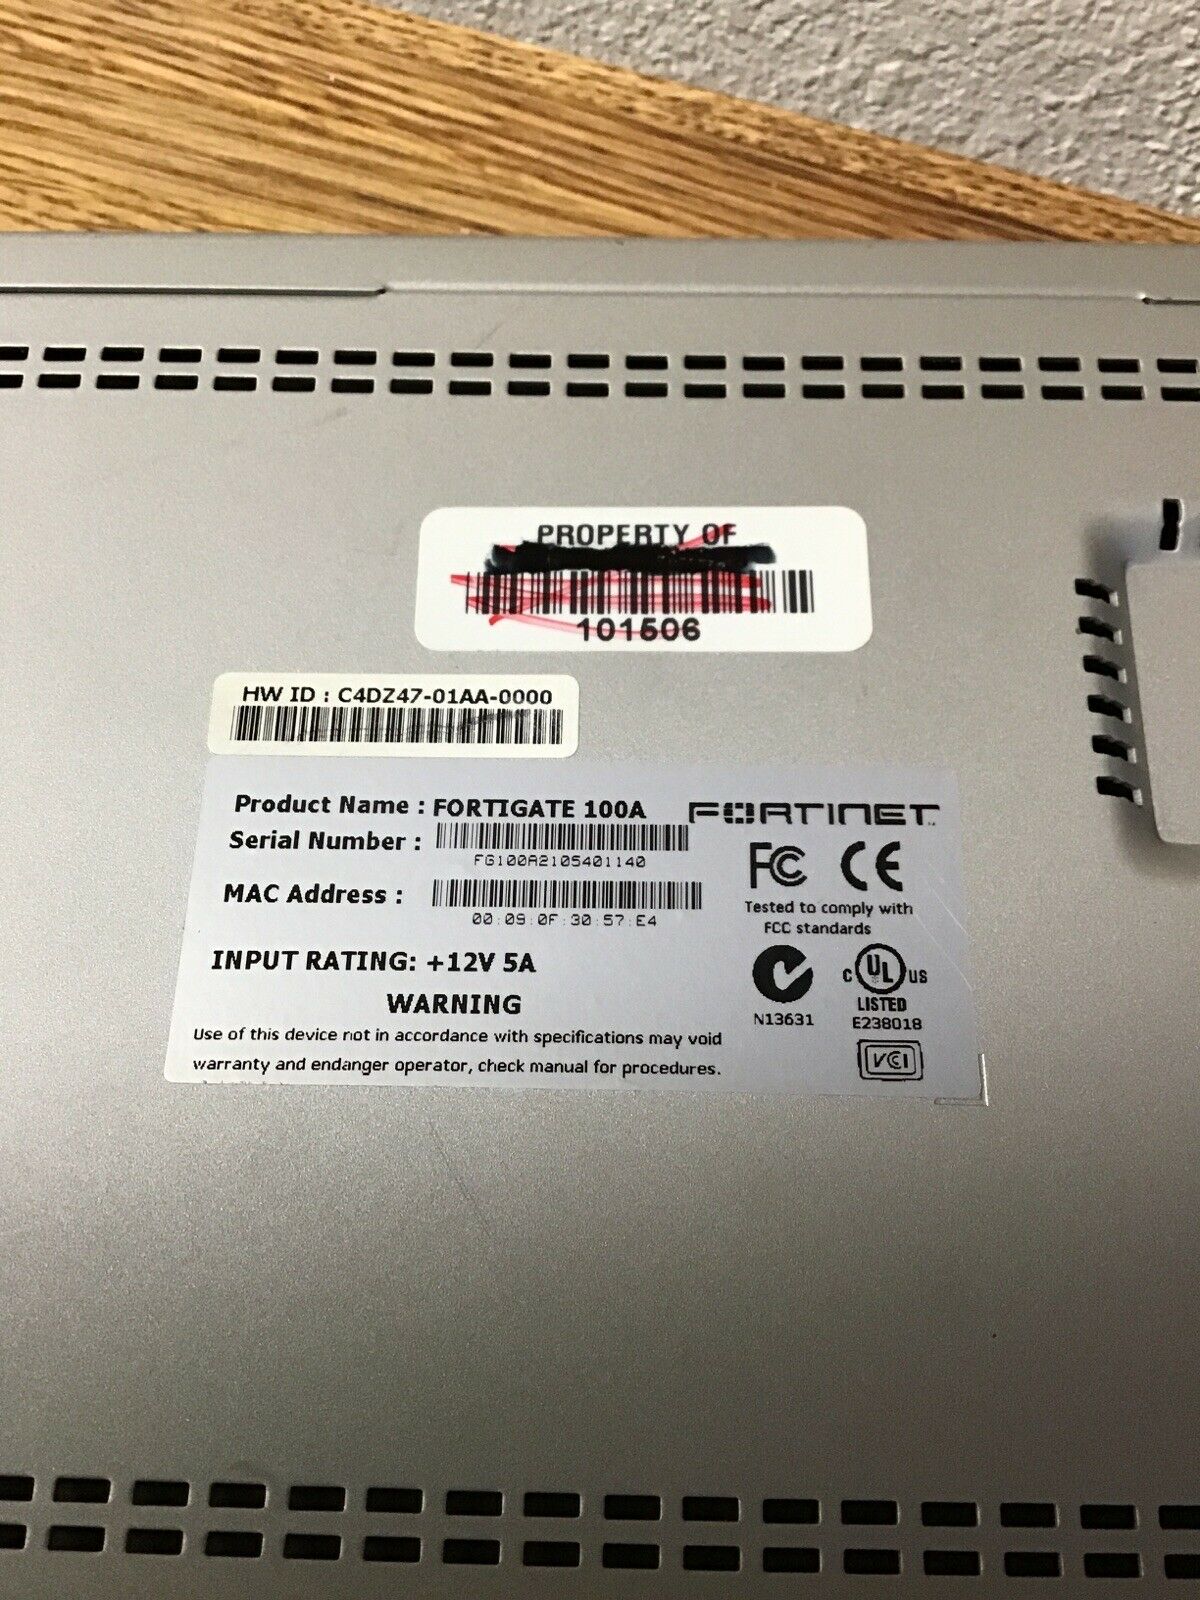 PROPERTY OF
101506
HW ID : C4DZ47-01AA-0000
Product Name : FORTIGATE 100A
FORTINET
Serial Number :
FG100A2105401140
MAC Address :
00:09:0F:30:57:E4
FC CE
Tested to comply with
FCC standards
INPUT RATING: +12V 5A
N13631
C UL US
LISTED
E238018
WARNING
Use of this device not in accordance with specifications may void
warranty and endanger operator, check manual for procedures.
VCI